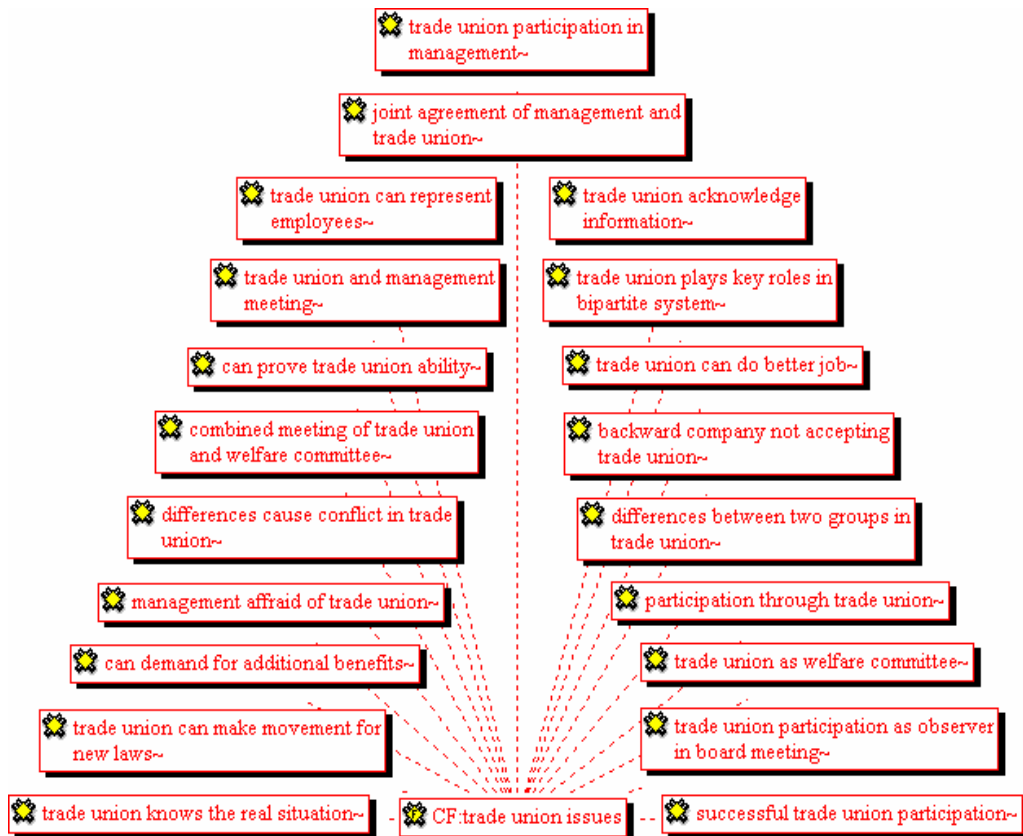 trade union participation in
management~
joint agreement of management and
trade union~
trade union can represent
employees~
trade union acknowledge
information~
trade union and management
meeting~
trade union plays key roles in
bipartite system~
can prove trade union ability~
trade union can do better job~
combined meeting of trade union
and welfare committee~
backward company not accepting
trade union~
differences cause conflict in trade
union~
differences between two groups in
trade union~
management affraid of trade union~
participation through trade union~
can demand for additional benefits~
trade union as welfare committee~
trade union can make movement for
new laws~
trade union participation as observer
in board meeting~
trade union knows the real situation~
CF:trade union issues
successful trade union participation~